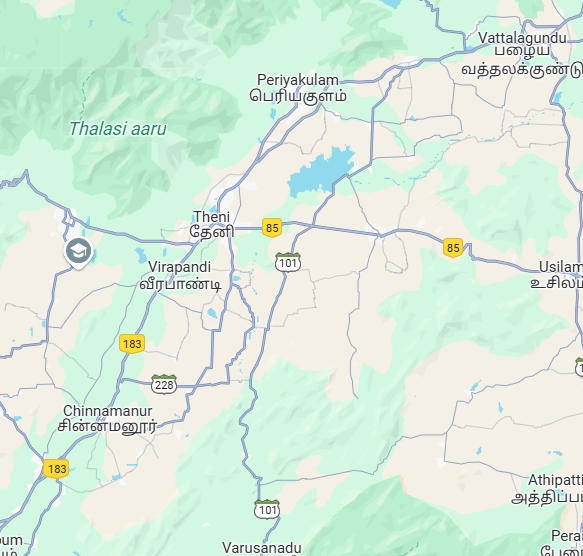 Vattalagundu
பழைய
வத்தலக்குண்டு
Periyakulam
பெரியகுளம்
Thalasi aaru
Theni
தேனி
85
85
101
Virapandi
வீரபாண்டி
Usilam
உசிலம்
183
228
Chinnamanur
சின்னமனூர்
183
Athipatti
அத்திப்ப
101
Pera
பே
Varusanadu